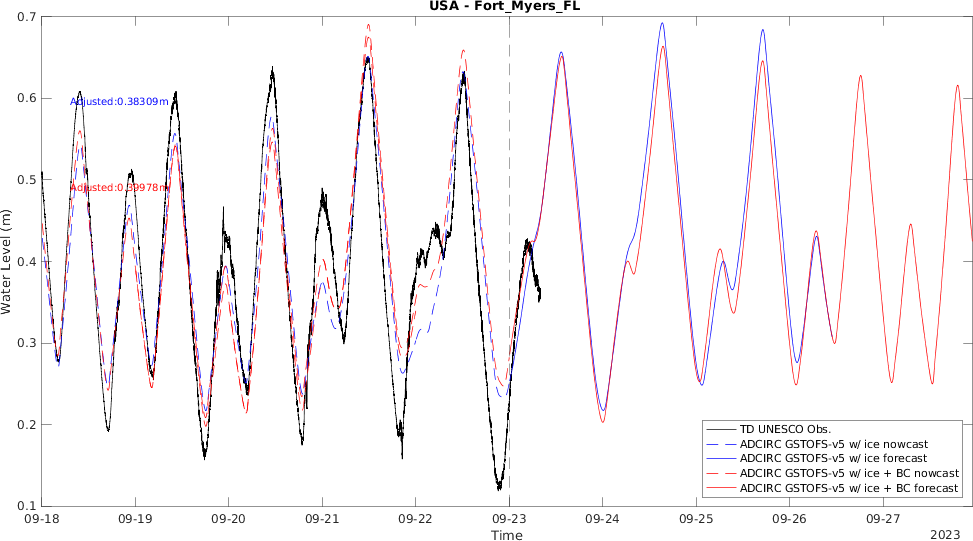 USA - Fort_Myers_FL
0.7
0.6
0.5
0.4
0.3
0.2
0.1
Water Level (m)
Adjusted:0.38309m
Adjusted:0.39978m
TD UNESCO Obs.
ADCIRC GSTOFS-v5 w/ ice nowcast
ADCIRC GSTOFS-v5 w/ ice forecast
ADCIRC GSTOFS-v5 w/ ice + BC nowcast
ADCIRC GSTOFS-v5 w/ ice + BC forecast
09-18 09-19 09-20 09-21 09-22 09-23 09-24 09-25 09-26 09-27
Time
2023